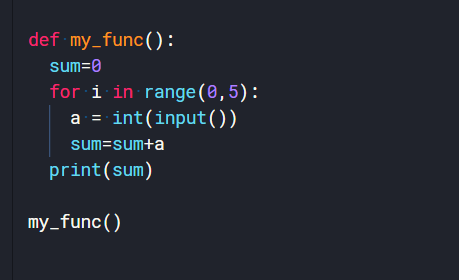 def my_func():
  sum=0
  for i in range(0,5):
    a = int(input())
    sum=sum+a
  print(sum)

my_func()